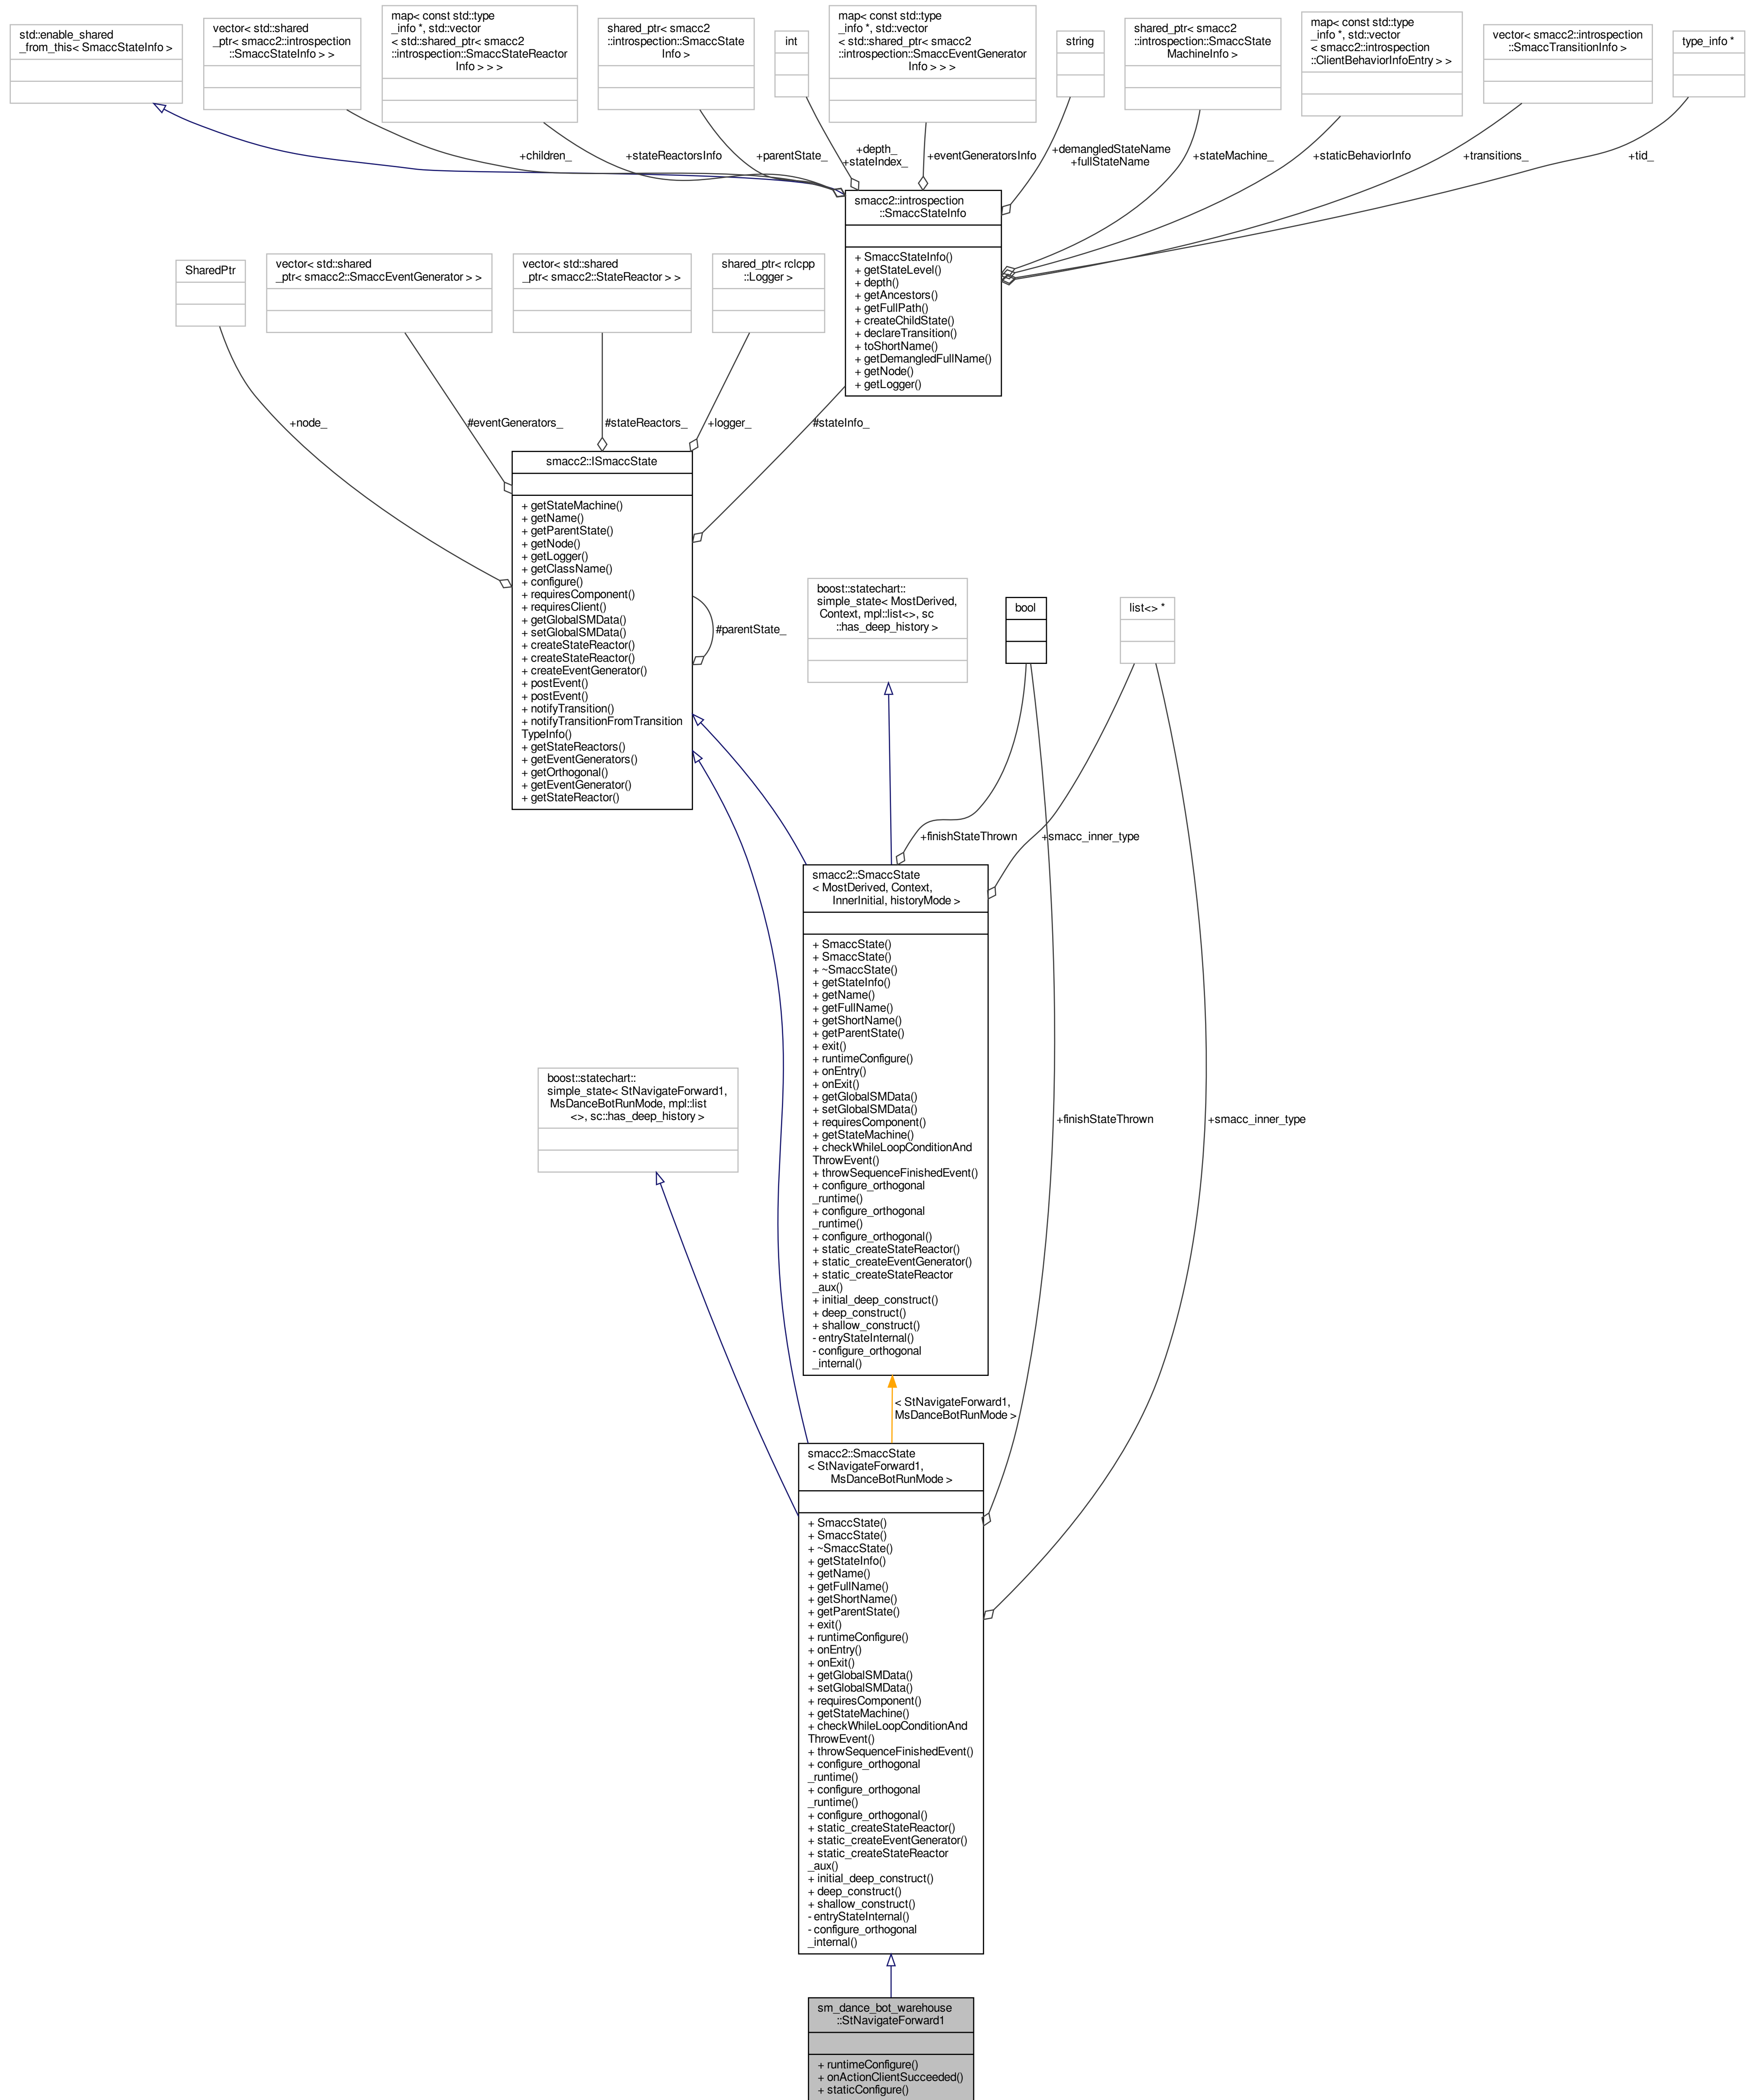 std::enable_shared
_from_this< SmaccStateInfo >
vector< std::shared
_ptr< smacc2::introspection
::SmaccStateInfo > >
map< const std::type
_info *, std::vector
< std::shared_ptr< smacc2
::introspection::SmaccStateReactor
Info > > >
shared_ptr< smacc2
::introspection::SmaccState
Info >
int
map< const std::type
_info *, std::vector
< std::shared_ptr< smacc2
::introspection::SmaccEventGenerator
Info > > >
string
shared_ptr< smacc2
::introspection::SmaccState
MachineInfo >
map< const std::type
_info *, std::vector
< smacc2::introspection
::ClientBehaviorInfoEntry > >
vector< smacc2::introspection
::SmaccTransitionInfo >
type_info *
+children_
+stateReactorsInfo
+parentState_
+depth_
+stateIndex_
+eventGeneratorsInfo
+demangledStateName
+fullStateName
+stateMachine_
+staticBehaviorInfo
+transitions_
+tid_
smacc2::introspection
::SmaccStateInfo
+ SmaccStateInfo()
+ getStateLevel()
+ depth()
+ getAncestors()
+ getFullPath()
+ createChildState()
+ declareTransition()
+ toShortName()
+ getDemangledFullName()
+ getNode()
+ getLogger()
SharedPtr
vector< std::shared
_ptr< smacc2::SmaccEventGenerator > >
vector< std::shared
_ptr< smacc2::StateReactor > >
shared_ptr< rclcpp
::Logger >
+node_
#eventGenerators_
#stateReactors_
+logger_
#stateInfo_
smacc2::ISmaccState
+ getStateMachine()
+ getName()
+ getParentState()
+ getNode()
+ getLogger()
+ getClassName()
+ configure()
+ requiresComponent()
+ requiresClient()
+ getGlobalSMData()
+ setGlobalSMData()
+ createStateReactor()
+ createStateReactor()
+ createEventGenerator()
+ postEvent()
+ postEvent()
+ notifyTransition()
+ notifyTransitionFromTransition
TypeInfo()
+ getStateReactors()
+ getEventGenerators()
+ getOrthogonal()
+ getEventGenerator()
+ getStateReactor()
#parentState_
boost::statechart::
simple_state< MostDerived,
Context, mpl::list<>, sc
::has_deep_history >
bool
list<> *
+finishStateThrown
+smacc_inner_type
smacc2::SmaccState
< MostDerived, Context,
InnerInitial, historyMode >
+ SmaccState()
+ SmaccState()
+ ~SmaccState()
+ getStateInfo()
+ getName()
+ getFullName()
+ getShortName()
+ getParentState()
+ exit()
+ runtimeConfigure()
+ onEntry()
+ onExit()
+ getGlobalSMData()
+ setGlobalSMData()
+ requiresComponent()
+ getStateMachine()
+ checkWhileLoopConditionAnd
ThrowEvent()
+ throwSequenceFinishedEvent()
+ configure_orthogonal
_runtime()
+ configure_orthogonal
_runtime()
+ configure_orthogonal()
+ static_createStateReactor()
+ static_createEventGenerator()
+ static_createStateReactor
_aux()
+ initial_deep_construct()
+ deep_construct()
+ shallow_construct()
- entryStateInternal()
- configure_orthogonal
_internal()
boost::statechart::
simple_state< StNavigateForward1,
MsDanceBotRunMode, mpl::list
<>, sc::has_deep_history >
+finishStateThrown
+smacc_inner_type
< StNavigateForward1,
MsDanceBotRunMode >
smacc2::SmaccState
< StNavigateForward1,
MsDanceBotRunMode >
+ SmaccState()
+ SmaccState()
+ ~SmaccState()
+ getStateInfo()
+ getName()
+ getFullName()
+ getShortName()
+ getParentState()
+ exit()
+ runtimeConfigure()
+ onEntry()
+ onExit()
+ getGlobalSMData()
+ setGlobalSMData()
+ requiresComponent()
+ getStateMachine()
+ checkWhileLoopConditionAnd
ThrowEvent()
+ throwSequenceFinishedEvent()
+ configure_orthogonal
_runtime()
+ configure_orthogonal
_runtime()
+ configure_orthogonal()
+ static_createStateReactor()
+ static_createEventGenerator()
+ static_createStateReactor
_aux()
+ initial_deep_construct()
+ deep_construct()
+ shallow_construct()
- entryStateInternal()
- configure_orthogonal
_internal()
sm_dance_bot_warehouse
::StNavigateForward1
+ runtimeConfigure()
+ onActionClientSucceeded()
+ staticConfigure()